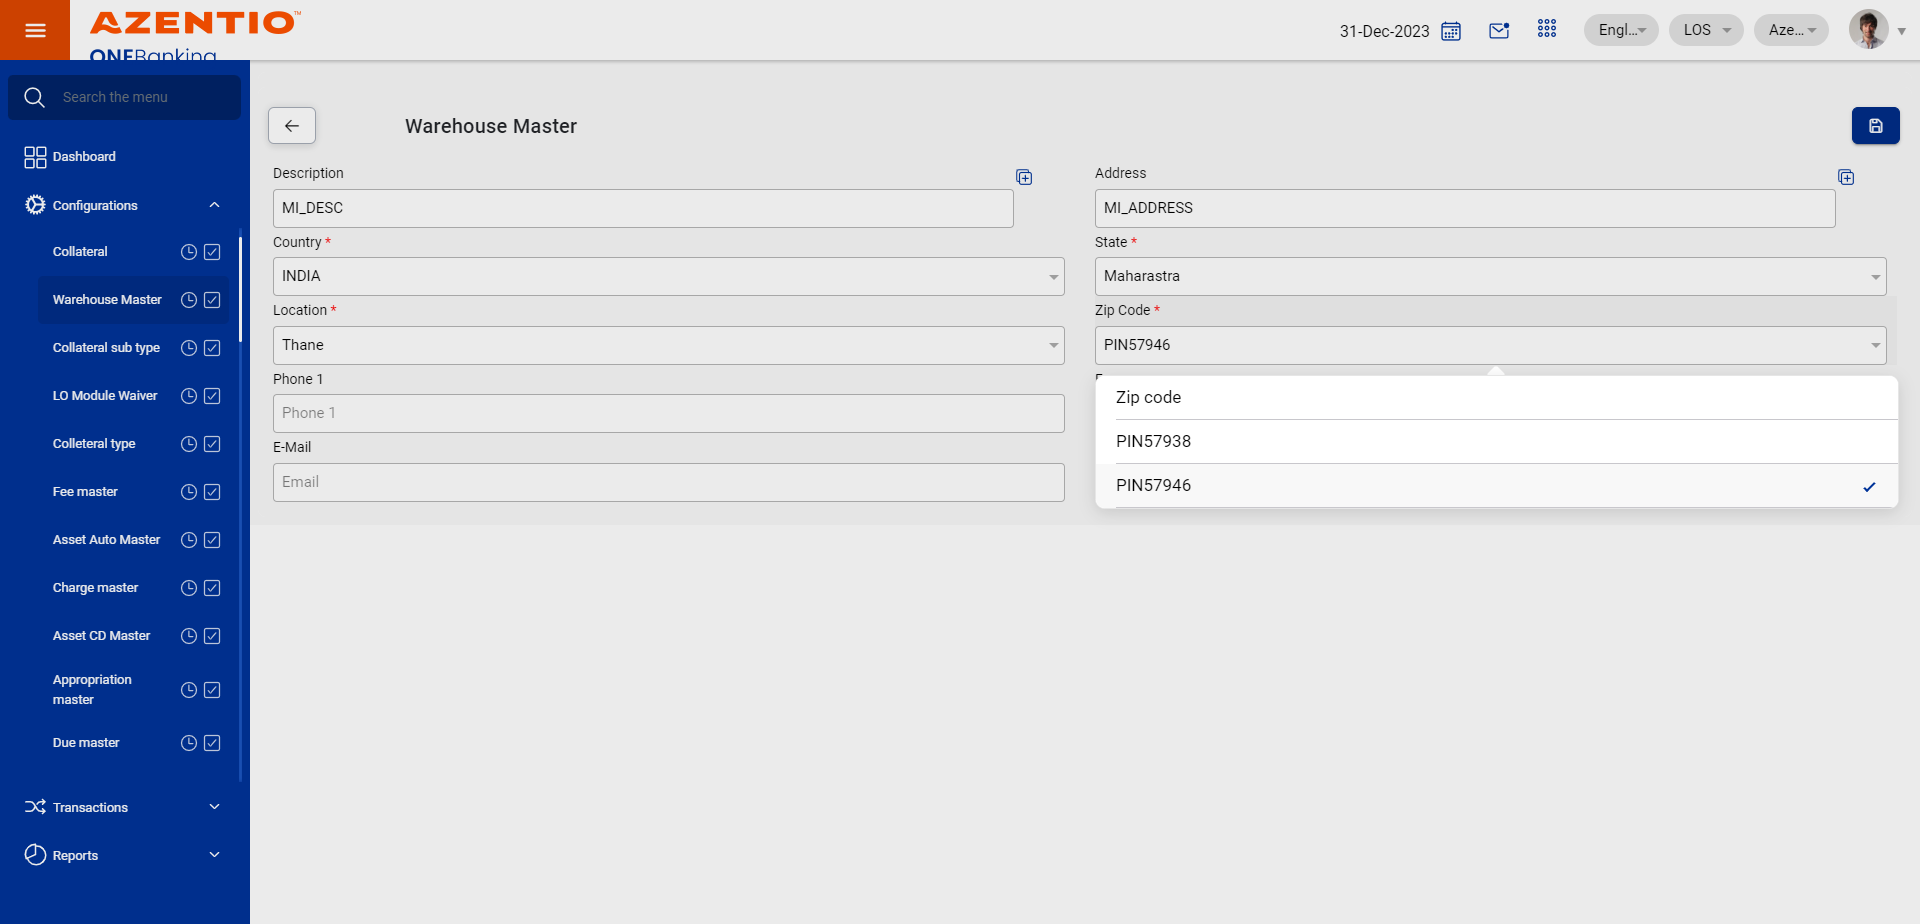 AZENTIO™
ONEBanking
31-Dec-2023
Engl...
LOS
Aze...
Search the menu
Dashboard
Configurations
Collateral
Warehouse Master
Collateral sub type
LO Module Waiver
Colleteral type
Fee master
Asset Auto Master
Charge master
Asset CD Master
Appropriation
master
Due master
Transactions
Reports
Warehouse Master
Description
MI_DESC
Address
MI_ADDRESS
Country *
INDIA
State *
Maharastra
Location *
Thane
Zip Code *
PIN57946
Phone 1
Phone 1
E-Mail
Email
Zip code
PIN57938
PIN57946